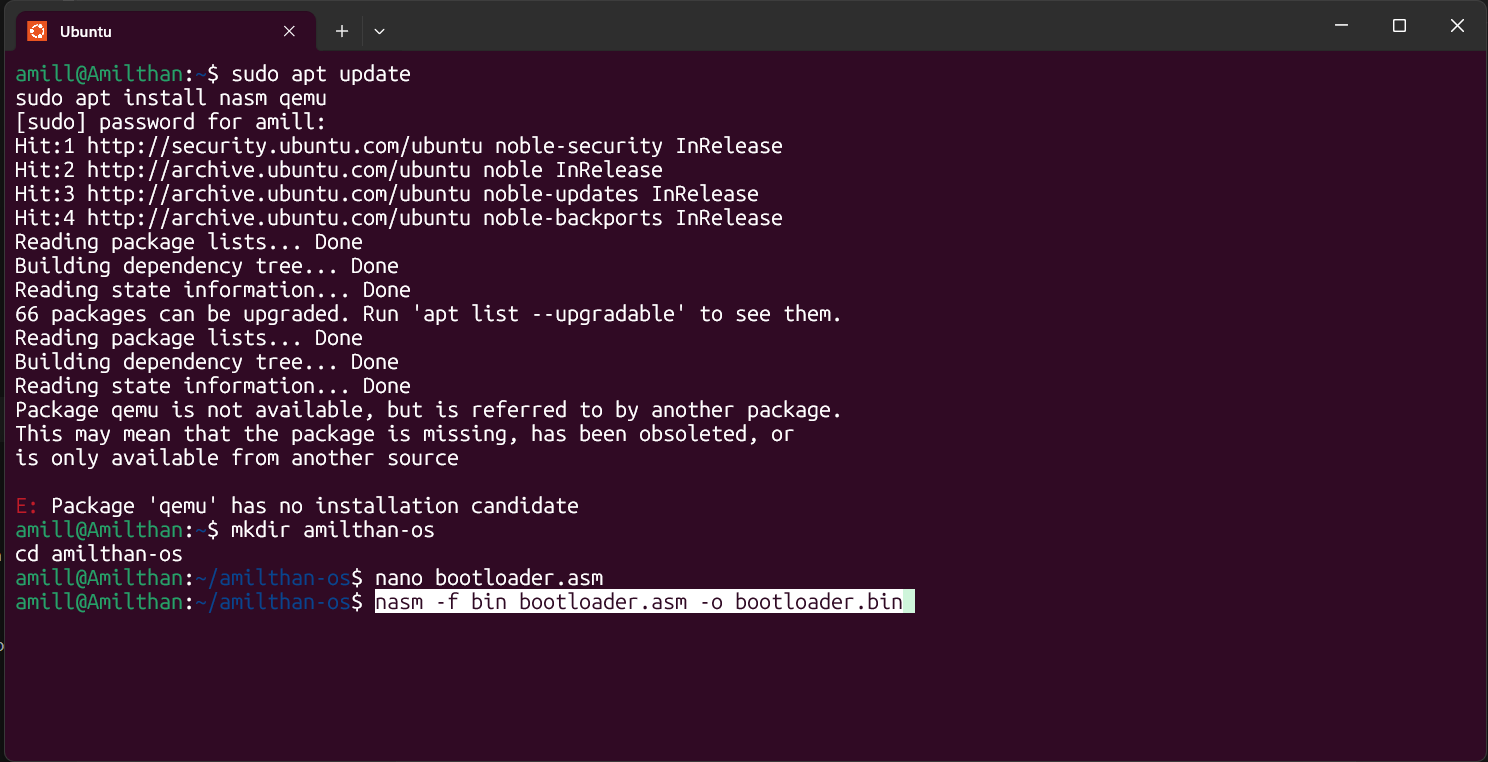 Ubuntu
amill@Amilthan:~$ sudo apt update
sudo apt install nasm qemu
[sudo] password for amill:
Hit:1 http://security.ubuntu.com/ubuntu noble-security InRelease
Hit:2 http://archive.ubuntu.com/ubuntu noble InRelease
Hit:3 http://archive.ubuntu.com/ubuntu noble-updates InRelease
Hit:4 http://archive.ubuntu.com/ubuntu noble-backports InRelease
Reading package lists... Done
Building dependency tree... Done
Reading state information... Done
66 packages can be upgraded. Run 'apt list --upgradable' to see them.
Reading package lists... Done
Building dependency tree... Done
Reading state information... Done
Package qemu is not available, but is referred to by another package.
This may mean that the package is missing, has been obsoleted, or
is only available from another source
E: Package 'qemu' has no installation candidate
amill@Amilthan:~$ mkdir amilthan-os
cd amilthan-os
amill@Amilthan:~/amilthan-os$ nano bootloader.asm
amill@Amilthan:~/amilthan-os$ nasm -f bin bootloader.asm -o bootloader.bin